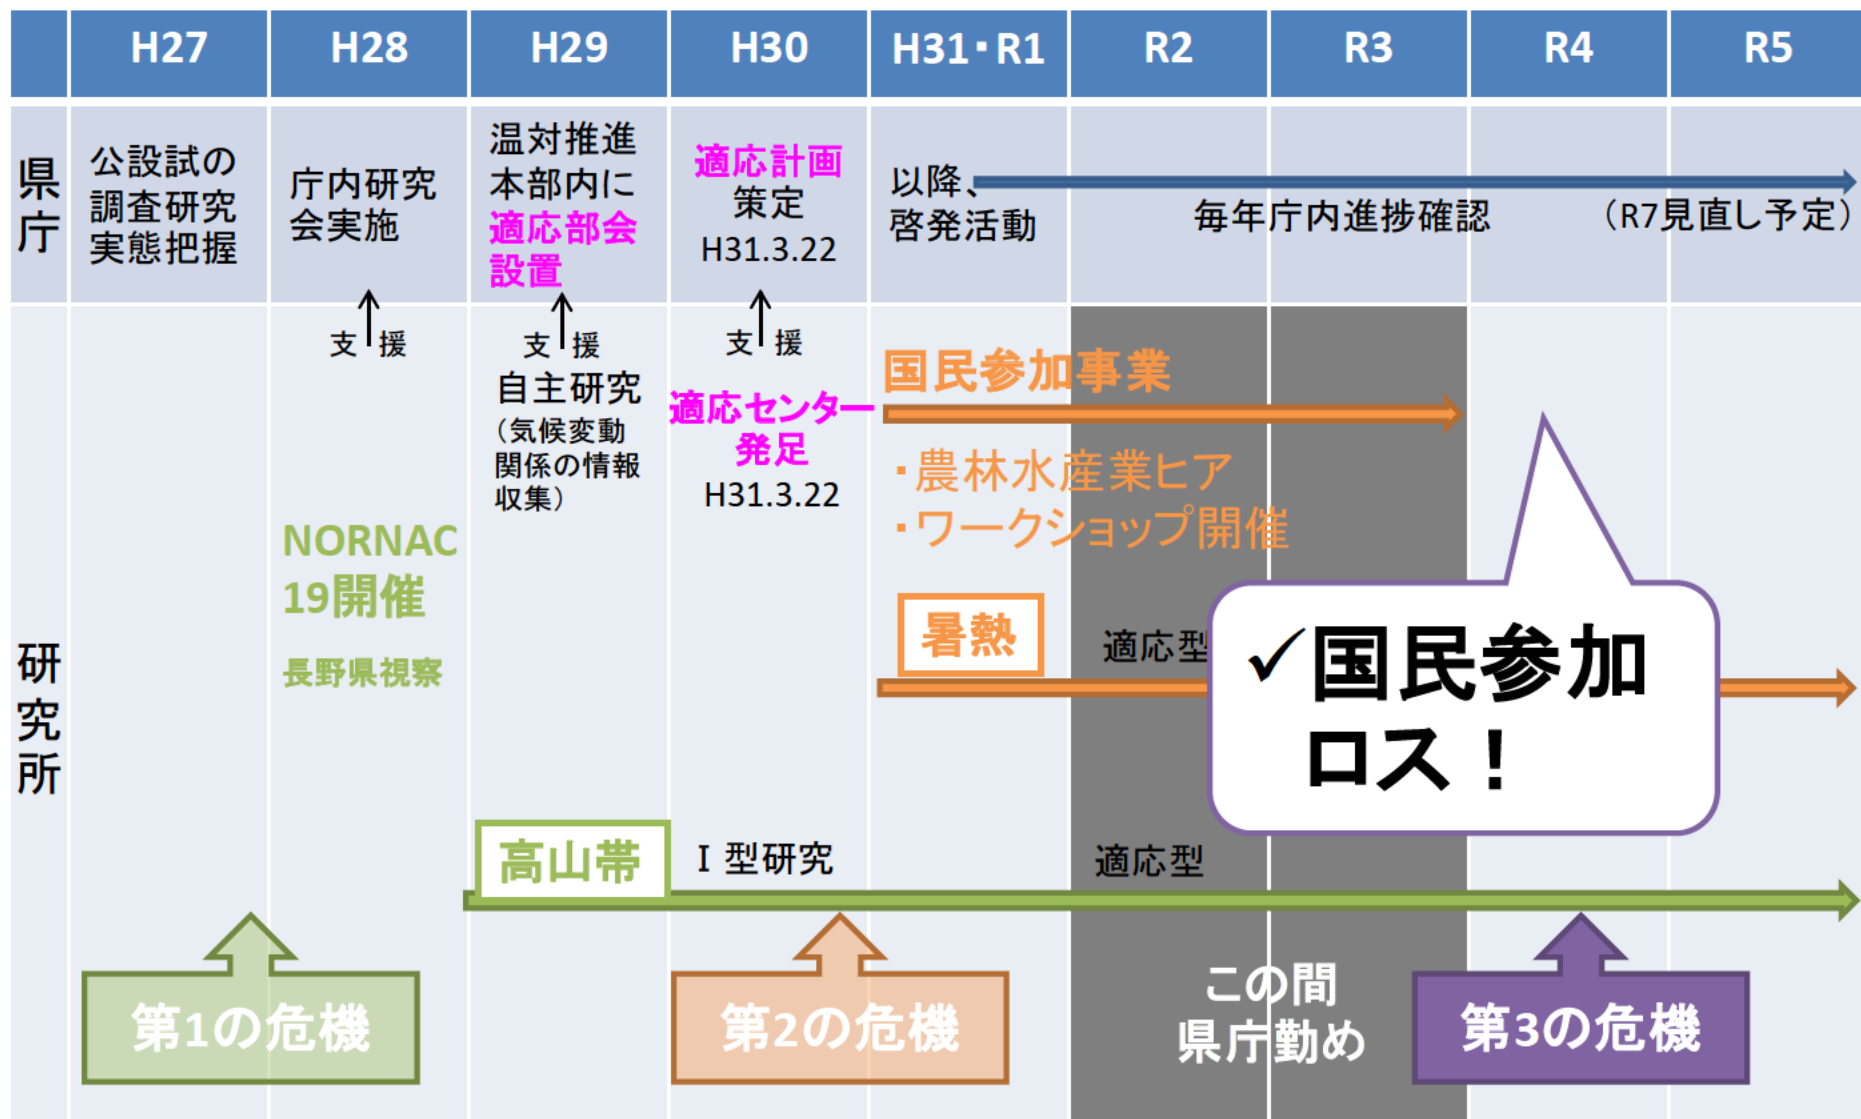 H27
H28
H29
H30
H31・R1
R2
R3
R4
R5
県庁
公設試の
調査研究
実態把握
庁内研究
会実施
温対推進
本部内に
適応部会
設置
適応計画
策定
H31.3.22
以降、
啓発活動
毎年庁内進捗確認
（R7見直し予定）
研究所
支援
支援
支援
自主研究
（気候変動
関係の情報
収集）
適応センター
発足
H31.3.22
国民参加事業
・農林水産業ヒア
・ワークショップ開催
NORNAC
19開催
長野県視察
暑熱
適応型
✓国民参加
ロス！
高山帯
Ⅰ型研究
適応型
第1の危機
第2の危機
この間
県庁勤め
第3の危機